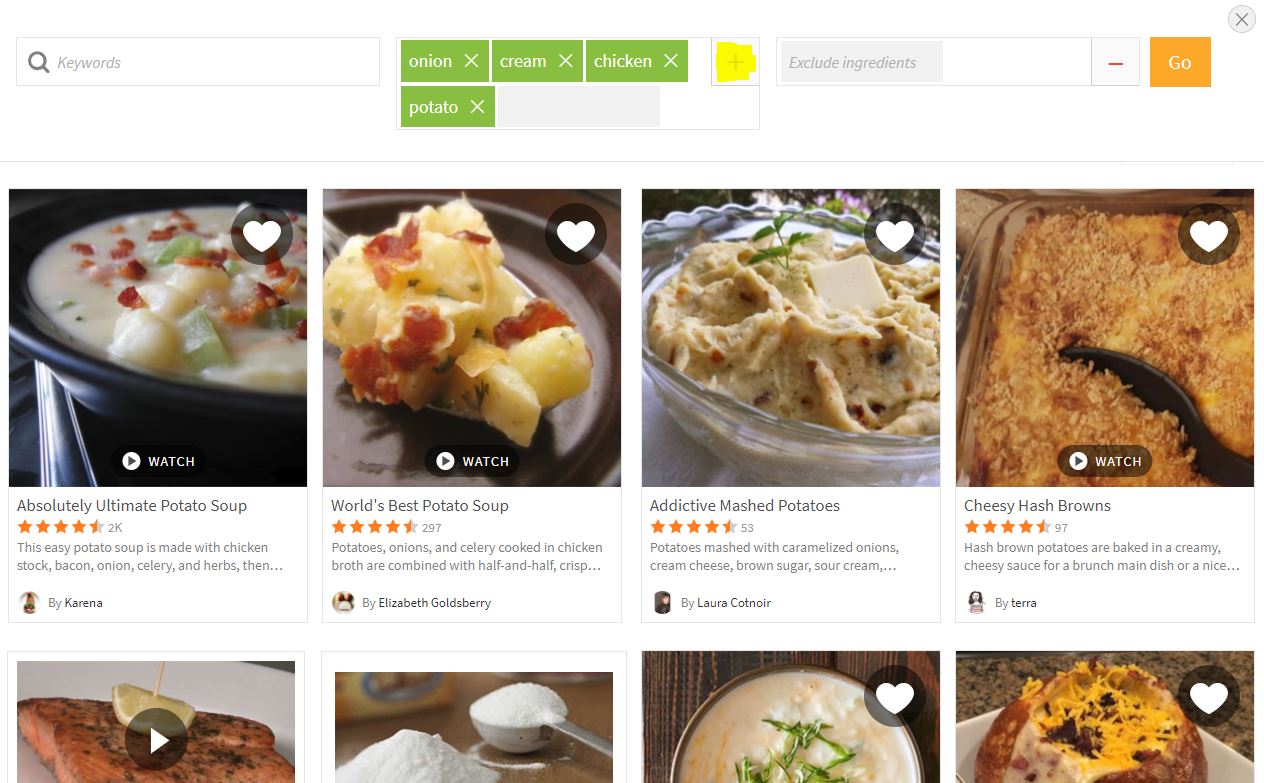 Keywords
onion
cream
chicken
potato
Exclude ingredients
Go
WATCH
WATCH
WATCH
Absolutely Ultimate Potato Soup
2K
This easy potato soup is made with chicken
stock, bacon, onion, celery, and herbs, then…
By Karena
World's Best Potato Soup
297
Potatoes, onions, and celery cooked in chicken
broth are combined with half-and-half, crisp…
By Elizabeth Goldsberry
Addictive Mashed Potatoes
53
Potatoes mashed with caramelized onions,
cream cheese, brown sugar, sour cream,…
By Laura Cotnoir
Cheesy Hash Browns
97
Hash brown potatoes are baked in a creamy,
cheesy sauce for a brunch main dish or a nice…
By terra